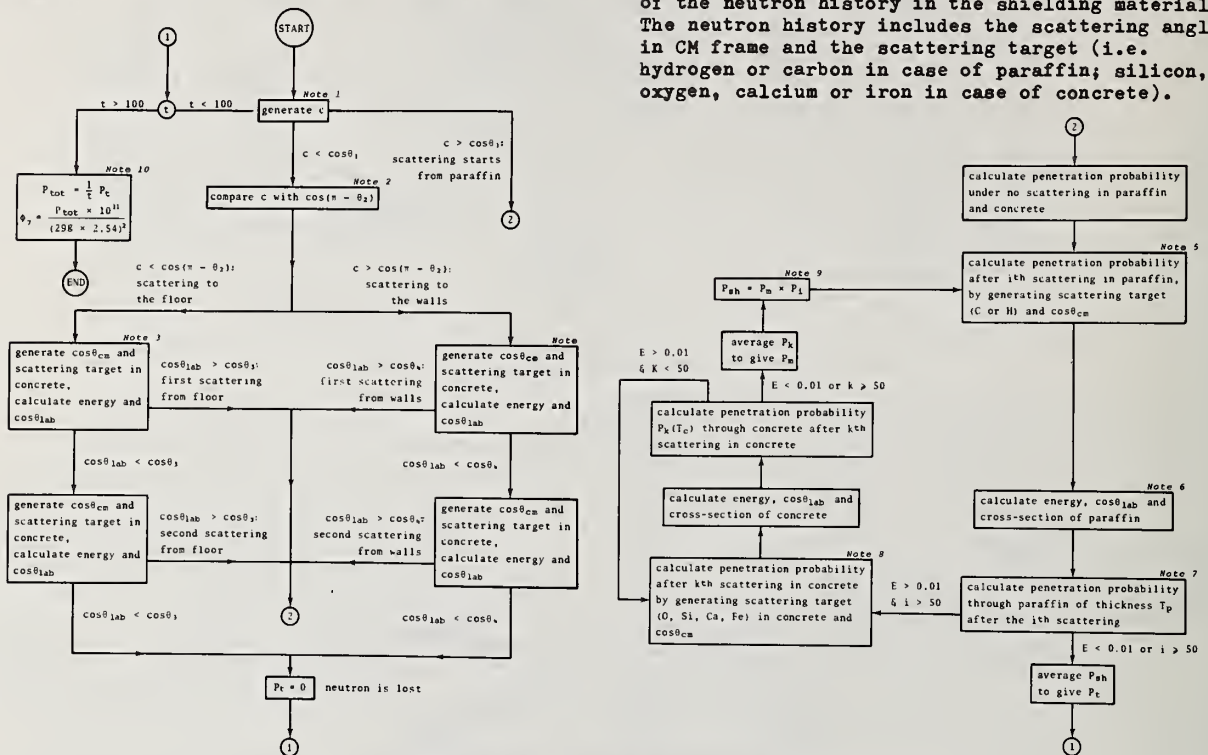 of the neutron history in the shielding material
The neutron history includes the scattering angl
in CM frame and the scattering target (i.e.
hydrogen or carbon in case of paraffin; silicon,
oxygen, calcium or iron in case of concrete).
1
START
t > 100
t
t < 100
Note 1
generate c
c < cosθ₁
c > cosθ₁:
scattering starts
from paraffin
2
Note 10
P_tot = 1/t P_t
Φ₇ = P_tot × 10¹¹ / (298 × 2.54)²
END
Note 2
compare c with cos(π - θ₂)
c < cos(π - θ₂):
scattering to
the floor
c > cos(π - θ₂):
scattering to
the walls
Note 3
generate cosθcm and
scattering target in
concrete,
calculate energy and
cosθlab
cosθlab > cosθ₃:
first scattering
from floor
cosθlab > cosθ₄:
first scattering
from walls
Note
generate cosθcm and
scattering target in
concrete,
calculate energy and
cosθlab
cosθlab < cosθ₃
cosθlab < cosθ₄
generate cosθcm and
scattering target in
concrete,
calculate energy and
cosθlab
cosθlab > cosθ₃:
second scattering
from floor
cosθlab > cosθ₄:
second scattering
from walls
generate cosθcm and
scattering target in
concrete,
calculate energy and
cosθlab
cosθlab < cosθ₃
2
cosθlab < cosθ₄
Pt = 0
neutron is lost
1
2
calculate penetration probability
under no scattering in paraffin
and concrete
Note 5
calculate penetration probability
after ith scattering in paraffin,
by generating scattering target
(C or H) and cosθcm
Note 9
Psh = Pm × Pi
average Pk
to give Pm
E > 0.01
& K < 50
E < 0.01 or k ⩾ 50
calculate penetration probability
Pk(Tc) through concrete after kth
scattering in concrete
calculate energy, cosθlab and
cross-section of concrete
Note 8
calculate penetration probability
after kth scattering in concrete
by generating scattering target
(O, Si, Ca, Fe) in concrete and
cosθcm
Note 6
calculate energy, cosθlab and
cross-section of paraffin
Note 7
calculate penetration probability
through paraffin of thickness Tp
after the ith scattering
E > 0.01
& i > 50
E < 0.01 or i ⩾ 50
average Psh
to give Pt
1